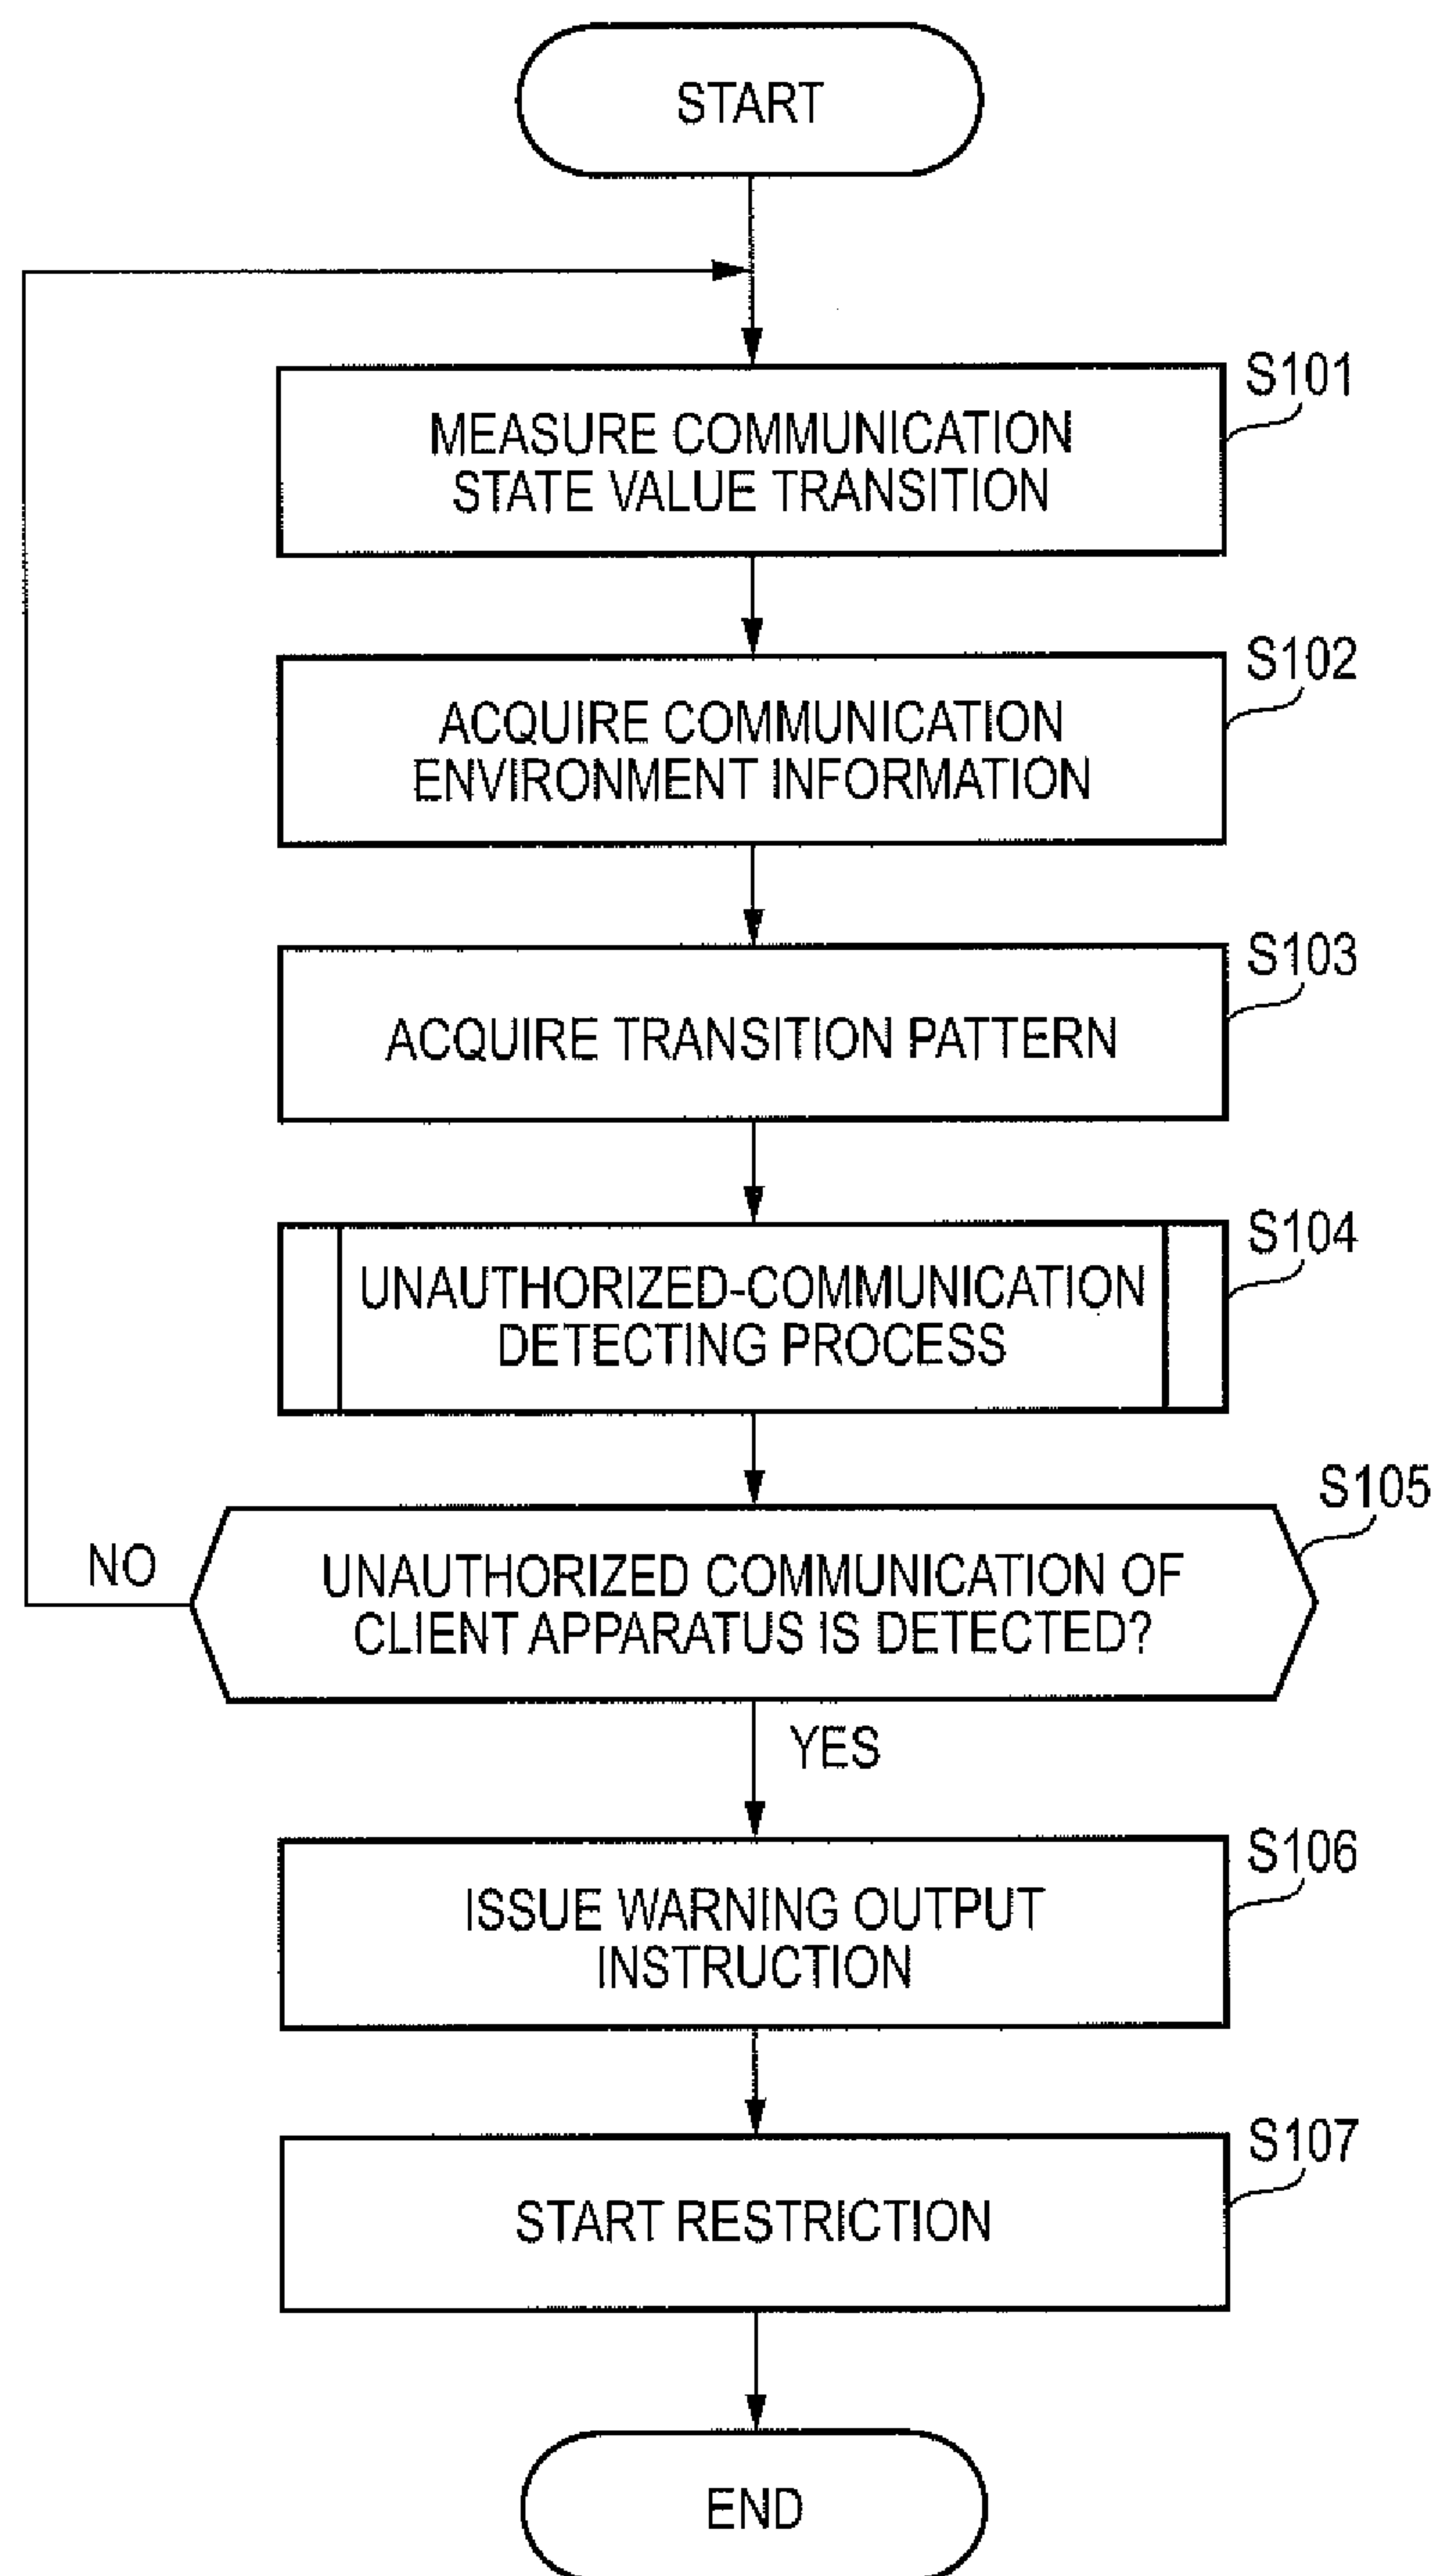 START
S101
MEASURE COMMUNICATION
STATE VALUE TRANSITION
S102
ACQUIRE COMMUNICATION
ENVIRONMENT INFORMATION
S103
ACQUIRE TRANSITION PATTERN
S104
UNAUTHORIZED-COMMUNICATION
DETECTING PROCESS
S105
NO
UNAUTHORIZED COMMUNICATION OF
CLIENT APPARATUS IS DETECTED?
YES
S106
ISSUE WARNING OUTPUT
INSTRUCTION
S107
START RESTRICTION
END